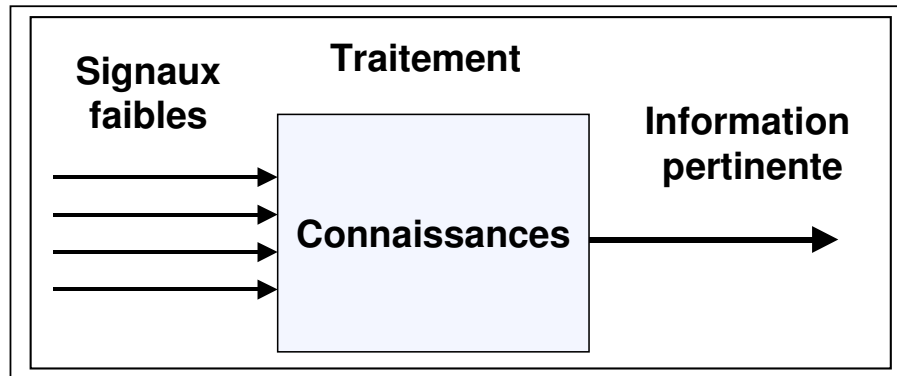 Signaux
faibles
Traitement
Connaissances
Information
pertinente